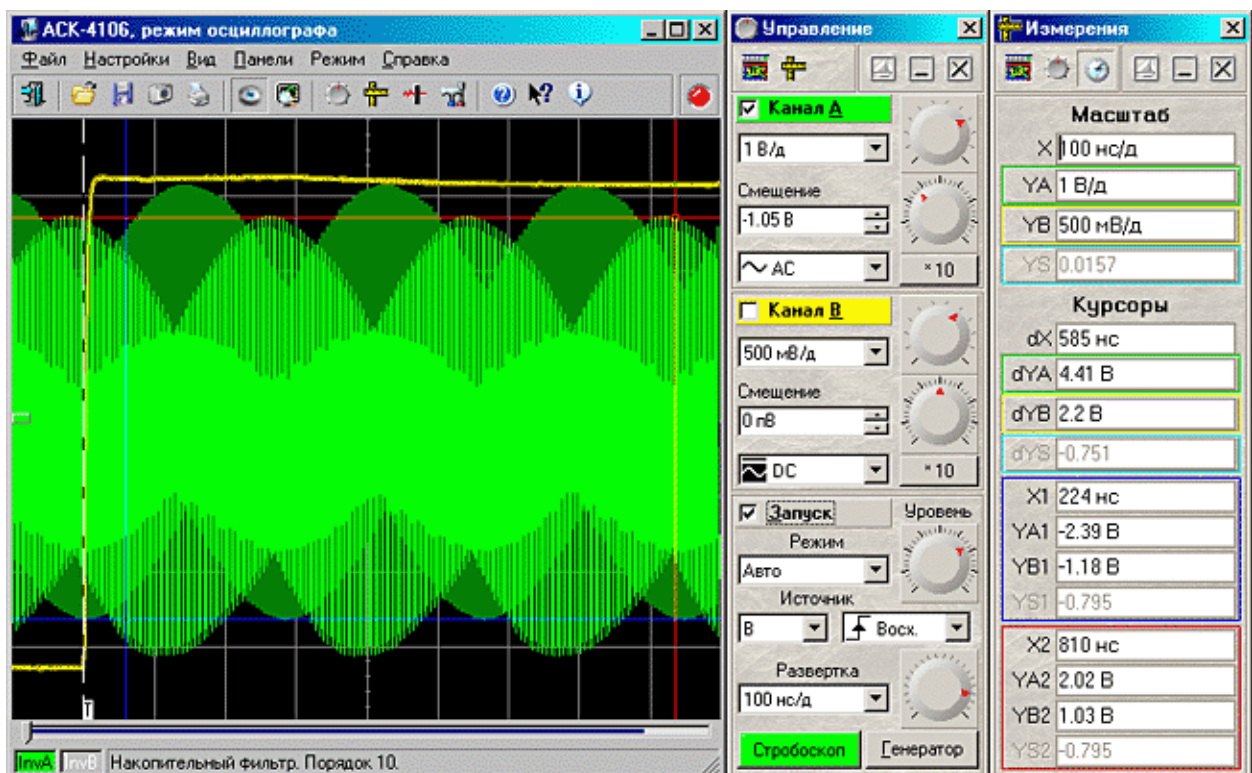 АСК-4106, режим осциллографа
Файл Настройки Вид Панели Режим Справка
T
InvA InvB Накопительный фильтр. Порядок 10.
Управление
Канал A
1 В/д
Смещение
-1.05 В
AC
×10
Канал B
500 мВ/д
Смещение
0 пВ
DC
×10
Запуск Уровень
Режим
Авто
Источник
B Восх.
Развертка
100 нс/д
Стробоскоп Генератор
Измерения
Масштаб
X 100 нс/д
YA 1 В/д
YB 500 мВ/д
YS 0.0157
Курсоры
dX 585 нс
dYA 4.41 В
dYB 2.2 В
dYS -0.751
X1 224 нс
YA1 -2.39 В
YB1 -1.18 В
YS1 -0.795
X2 810 нс
YA2 2.02 В
YB2 1.03 В
YS2 -0.795